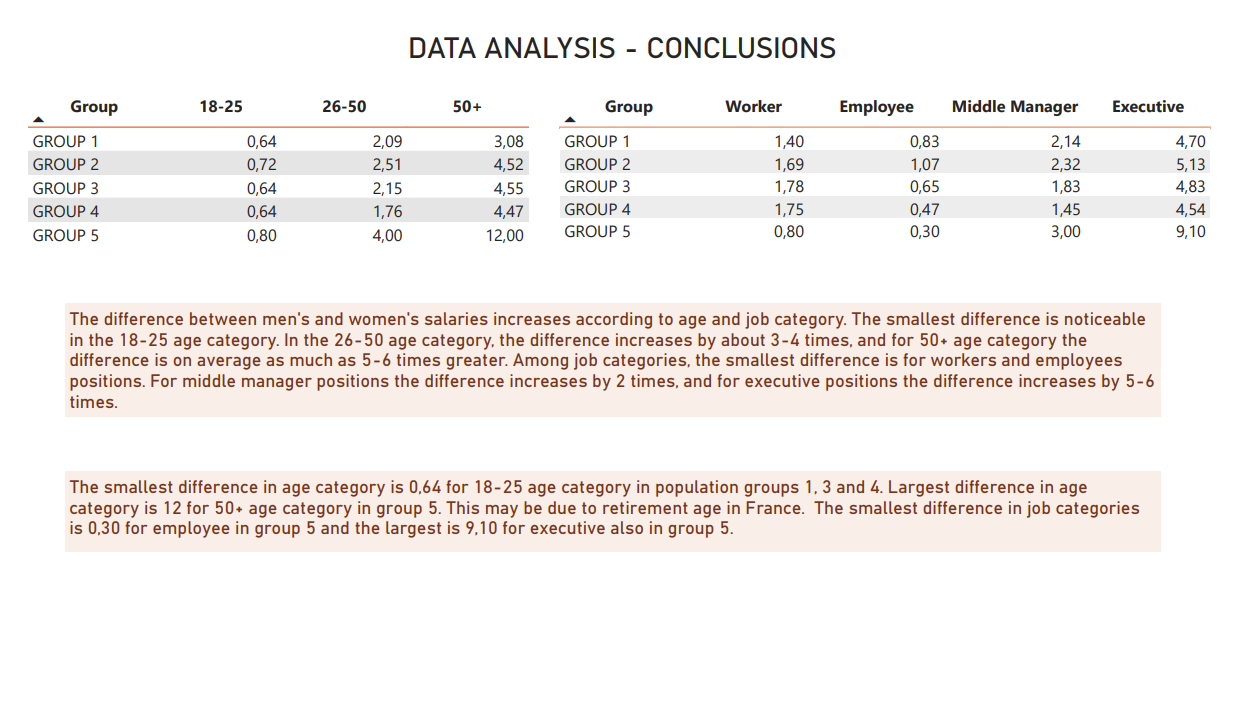 DATA ANALYSIS - CONCLUSIONS
Group 18-25 26-50 50+
GROUP 1 0,64 2,09 3,08
GROUP 2 0,72 2,51 4,52
GROUP 3 0,64 2,15 4,55
GROUP 4 0,64 1,76 4,47
GROUP 5 0,80 4,00 12,00
Group Worker Employee Middle Manager Executive
GROUP 1 1,40 0,83 2,14 4,70
GROUP 2 1,69 1,07 2,32 5,13
GROUP 3 1,78 0,65 1,83 4,83
GROUP 4 1,75 0,47 1,45 4,54
GROUP 5 0,80 0,30 3,00 9,10
The difference between men's and women's salaries increases according to age and job category. The smallest difference is noticeable
in the 18-25 age category. In the 26-50 age category, the difference increases by about 3-4 times, and for 50+ age category the
difference is on average as much as 5-6 times greater. Among job categories, the smallest difference is for workers and employees
positions. For middle manager positions the difference increases by 2 times, and for executive positions the difference increases by 5-6
times.
The smallest difference in age category is 0,64 for 18-25 age category in population groups 1, 3 and 4. Largest difference in age
category is 12 for 50+ age category in group 5. This may be due to retirement age in France.  The smallest difference in job categories
is 0,30 for employee in group 5 and the largest is 9,10 for executive also in group 5.